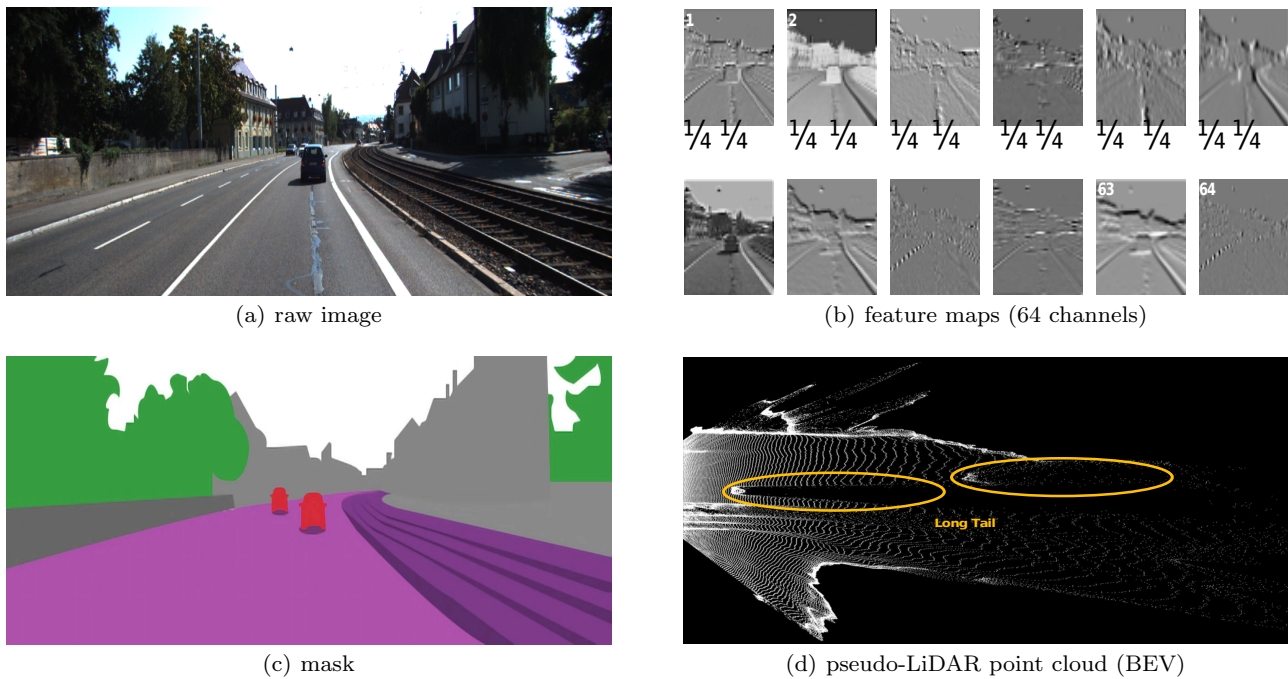 1 2
¼ ¼ ¼ ¼ ¼ ¼ ¼ ¼ ¼ ¼ ¼ ¼
63 64
(a) raw image
(b) feature maps (64 channels)
Long Tail
(c) mask
(d) pseudo-LiDAR point cloud (BEV)